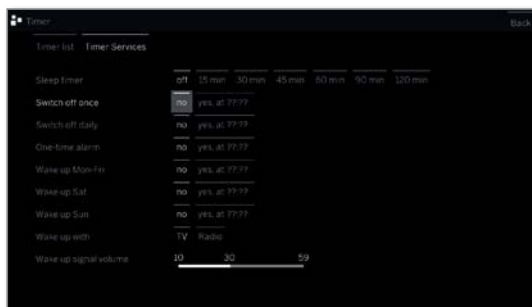 Timer
Back
Timer list Timer Services
Sleep timer off 15 min 30 min 45 min 60 min 90 min 120 min
Switch off once no yes, at ??:??
Switch off daily no yes, at ??:??
One-time alarm no yes, at ??:??
Wake up Mon-Fri no yes, at ??:??
Wake up Sat no yes, at ??:??
Wake up Sun no yes, at ??:??
Wake up with TV Radio
Wake up signal volume 10 30 59